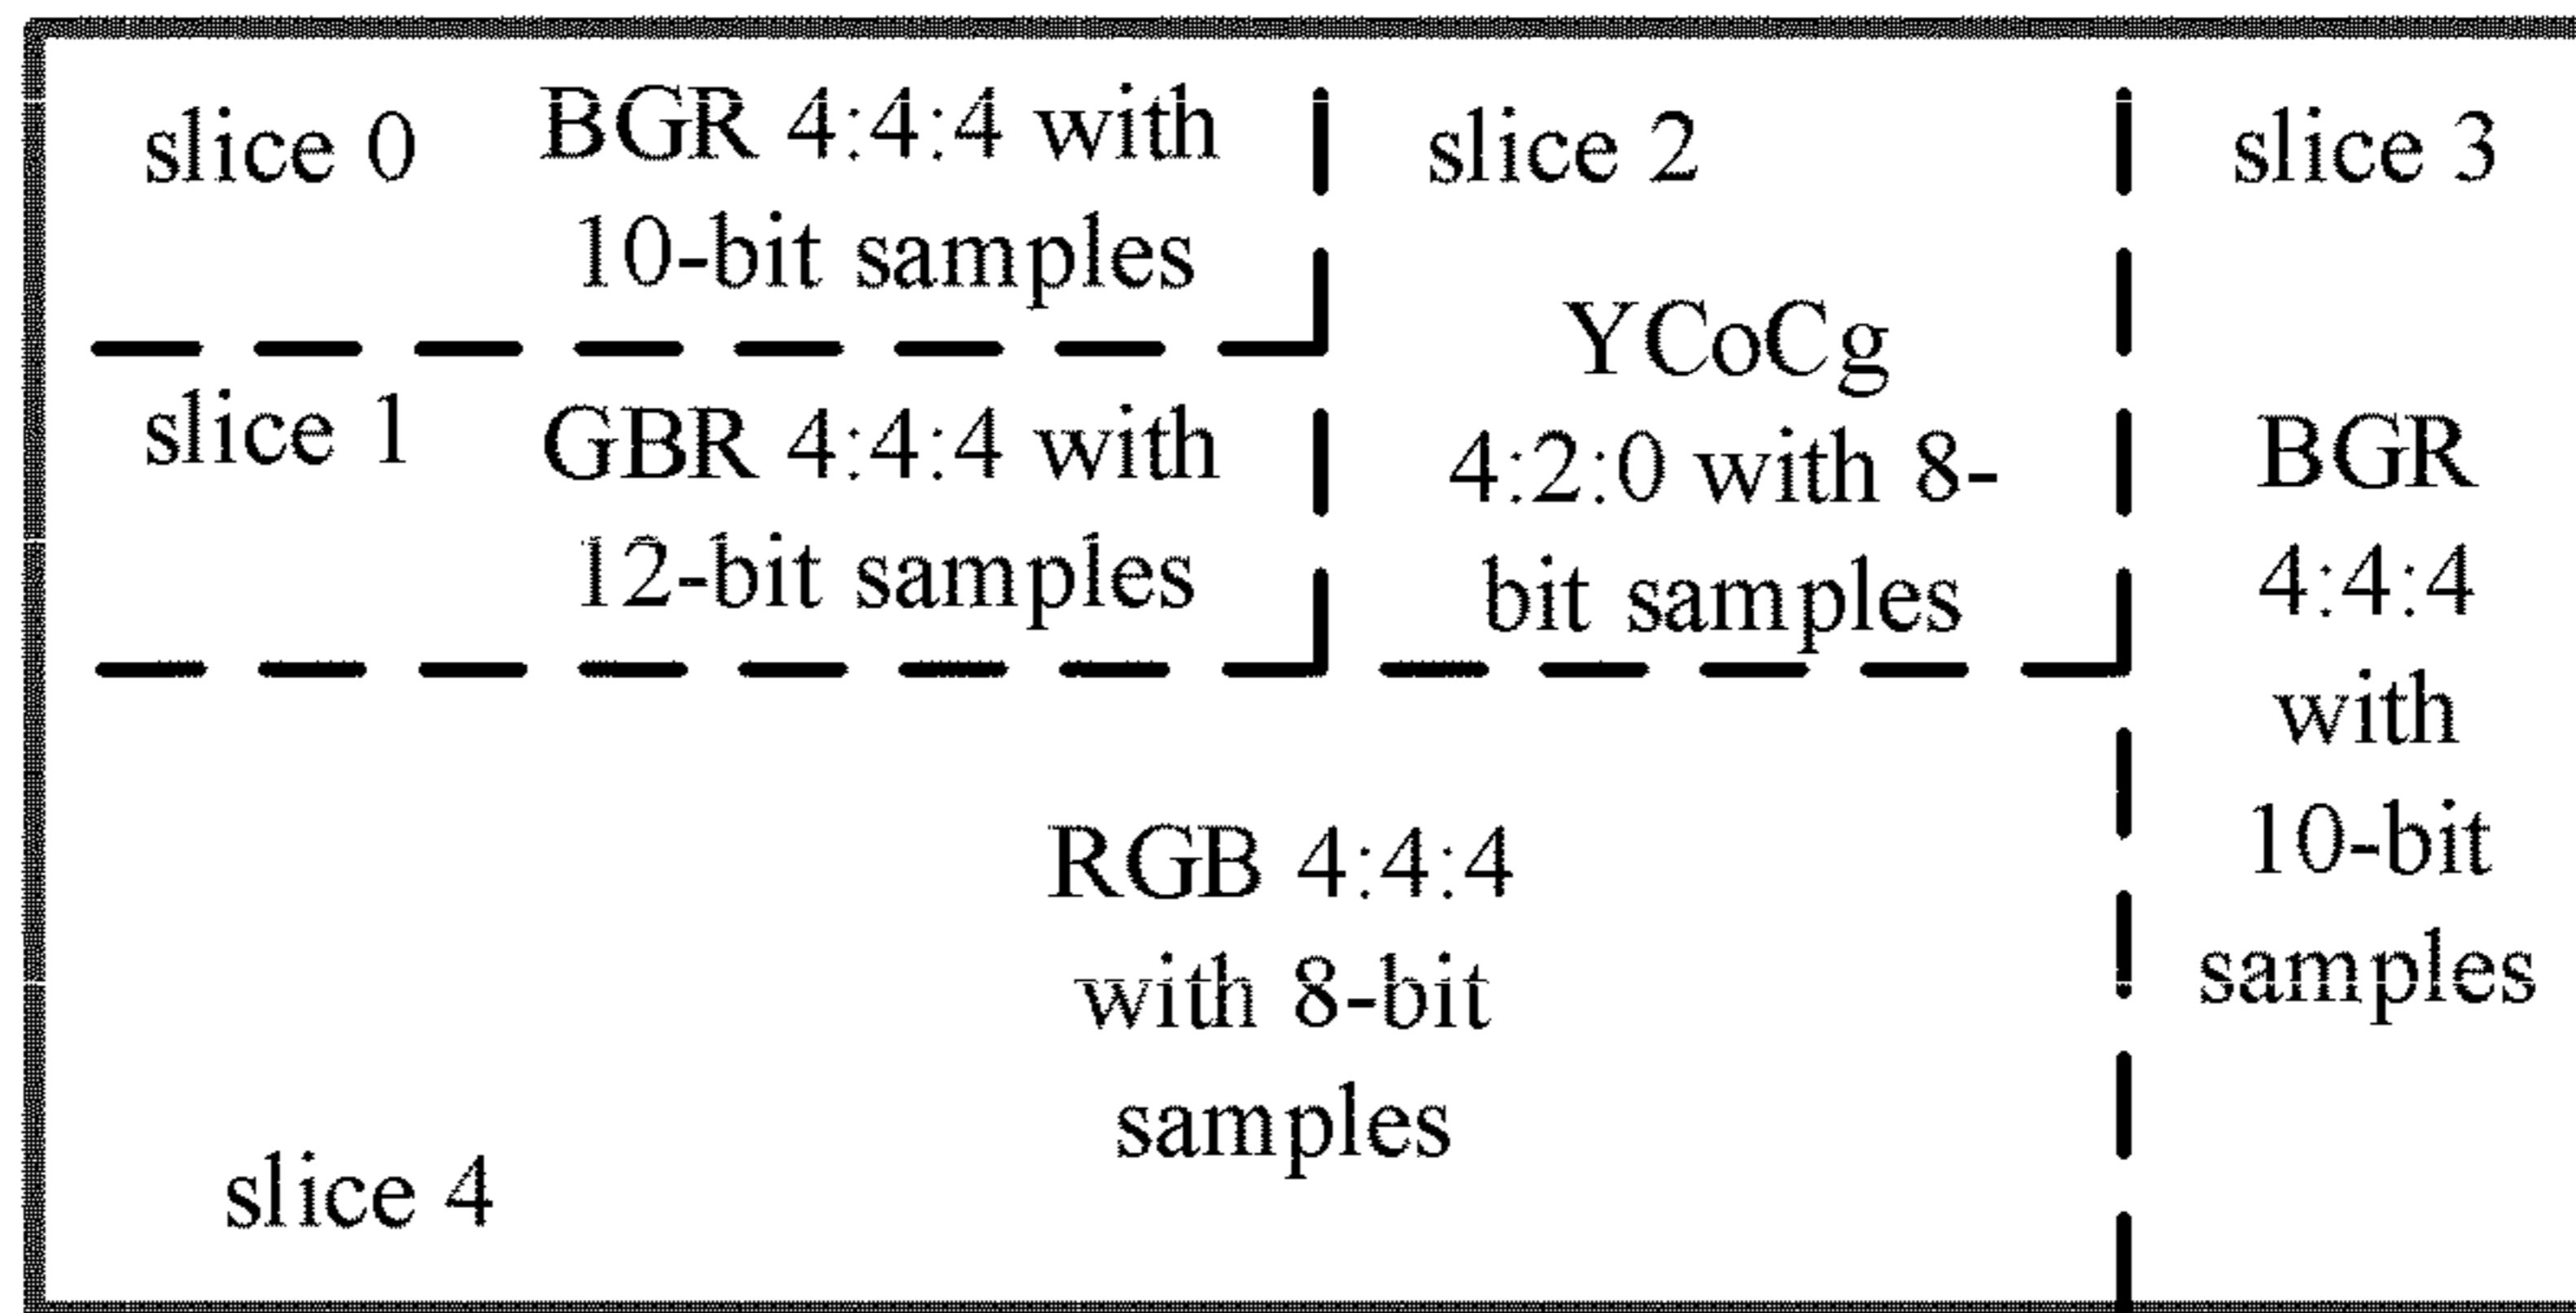 slice 0
BGR 4:4:4 with
10-bit samples
slice 1
GBR 4:4:4 with
12-bit samples
slice 2
YCoCg
4:2:0 with 8-
bit samples
slice 3
BGR
4:4:4
with
10-bit
samples
RGB 4:4:4
with 8-bit
samples
slice 4